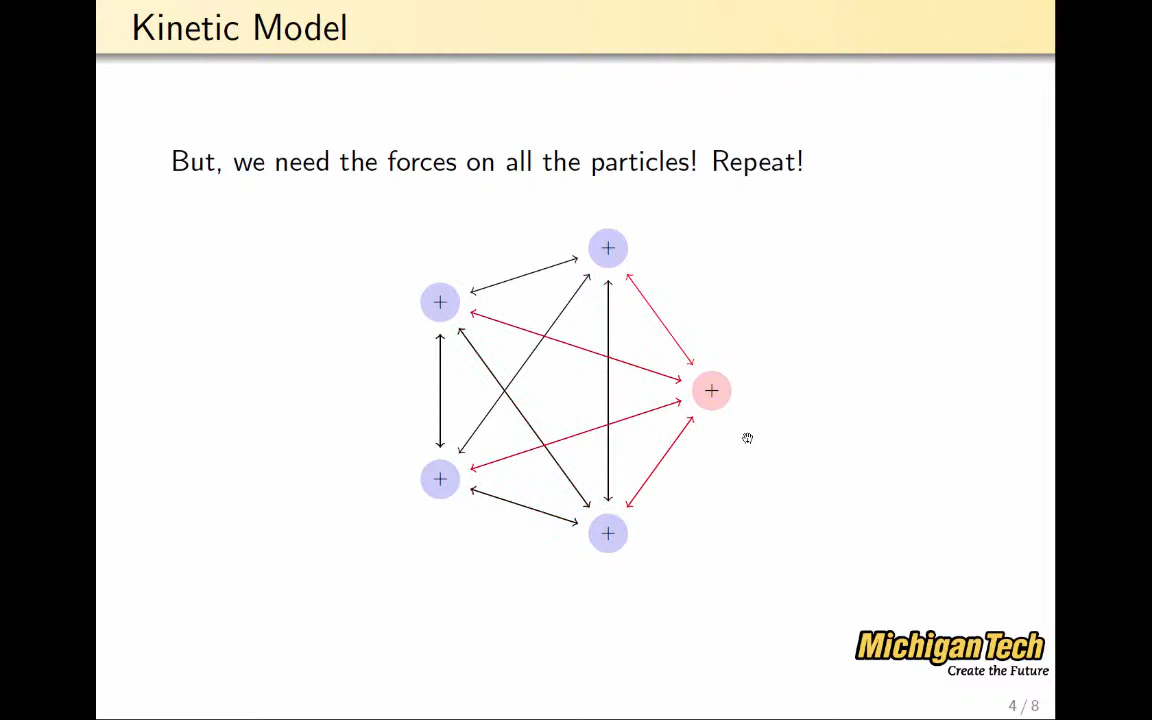 Kinetic Model
But, we need the forces on all the particles! Repeat!
+
+
+
+
+
Michigan Tech
Create the Future
4 / 8